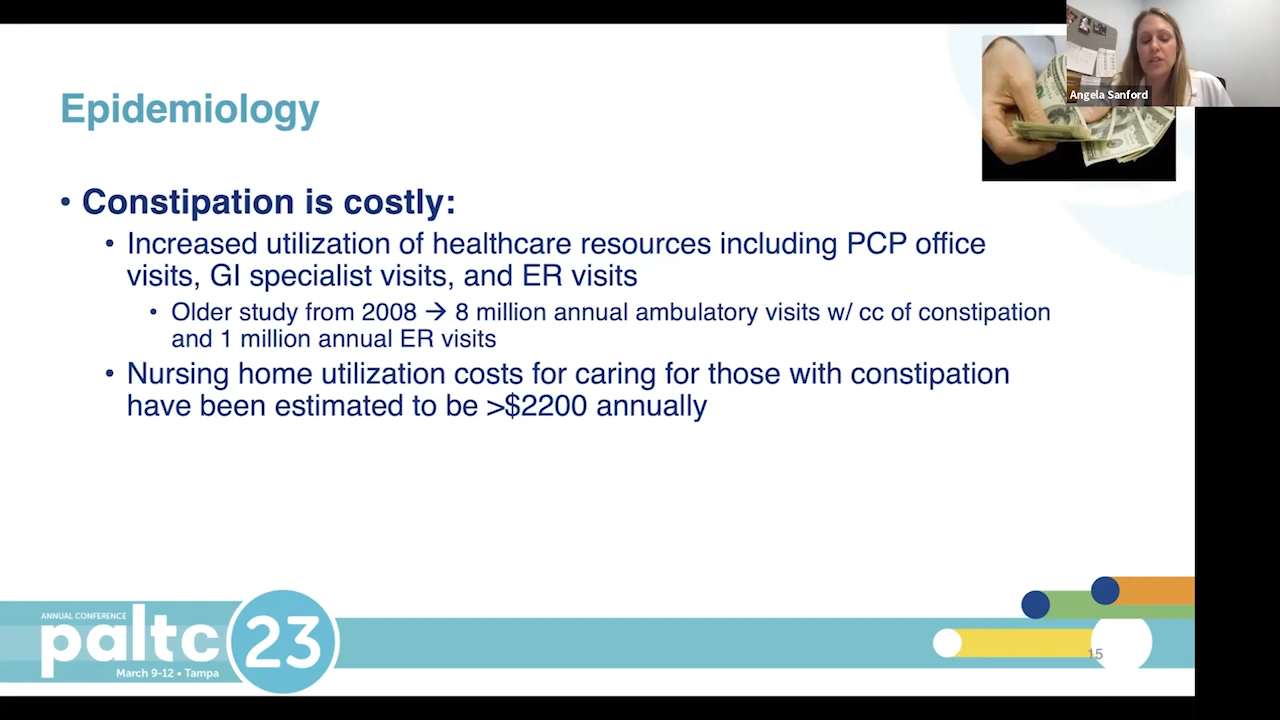 Angela Sanford
Epidemiology
• Constipation is costly:
• Increased utilization of healthcare resources including PCP office
visits, GI specialist visits, and ER visits
• Older study from 2008 → 8 million annual ambulatory visits w/ cc of constipation
and 1 million annual ER visits
• Nursing home utilization costs for caring for those with constipation
have been estimated to be >$2200 annually
ANNUAL CONFERENCE
paltc 23
March 9-12 • Tampa
15